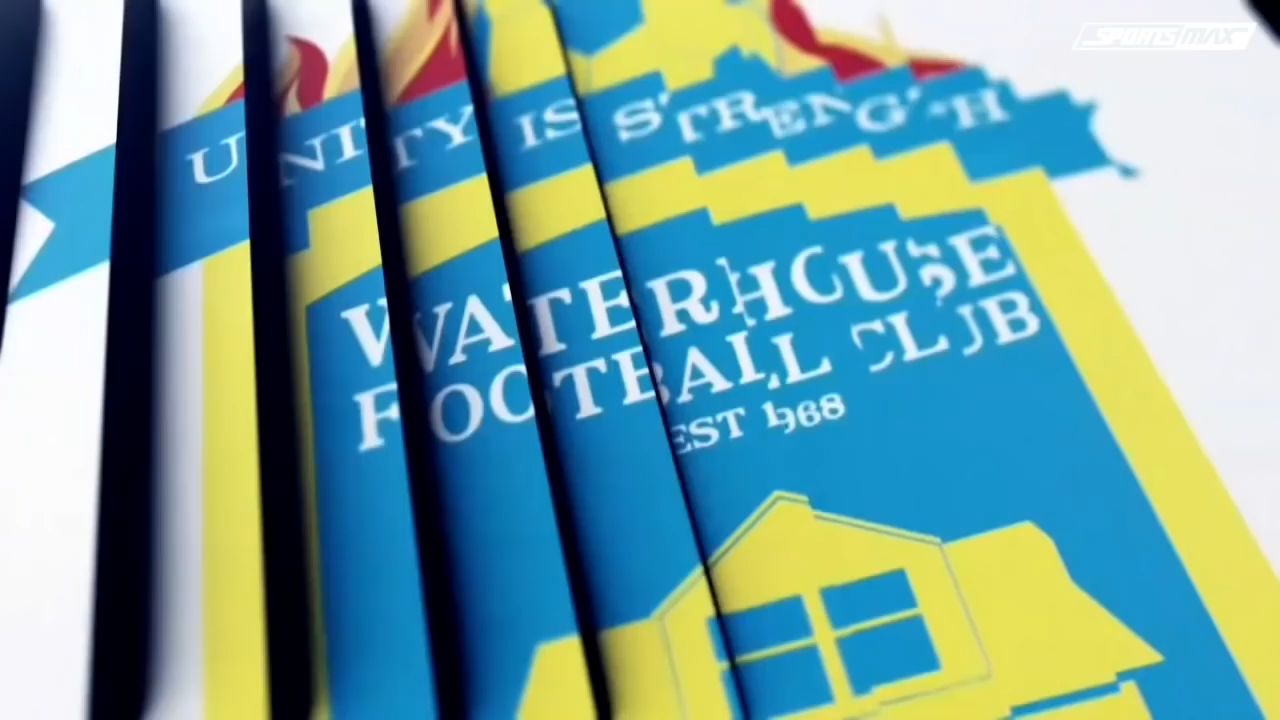 SPORTSMAX
UNITY IS STRENGTH
WATERHOUSE
FOOTBALL CLUB
EST 1968